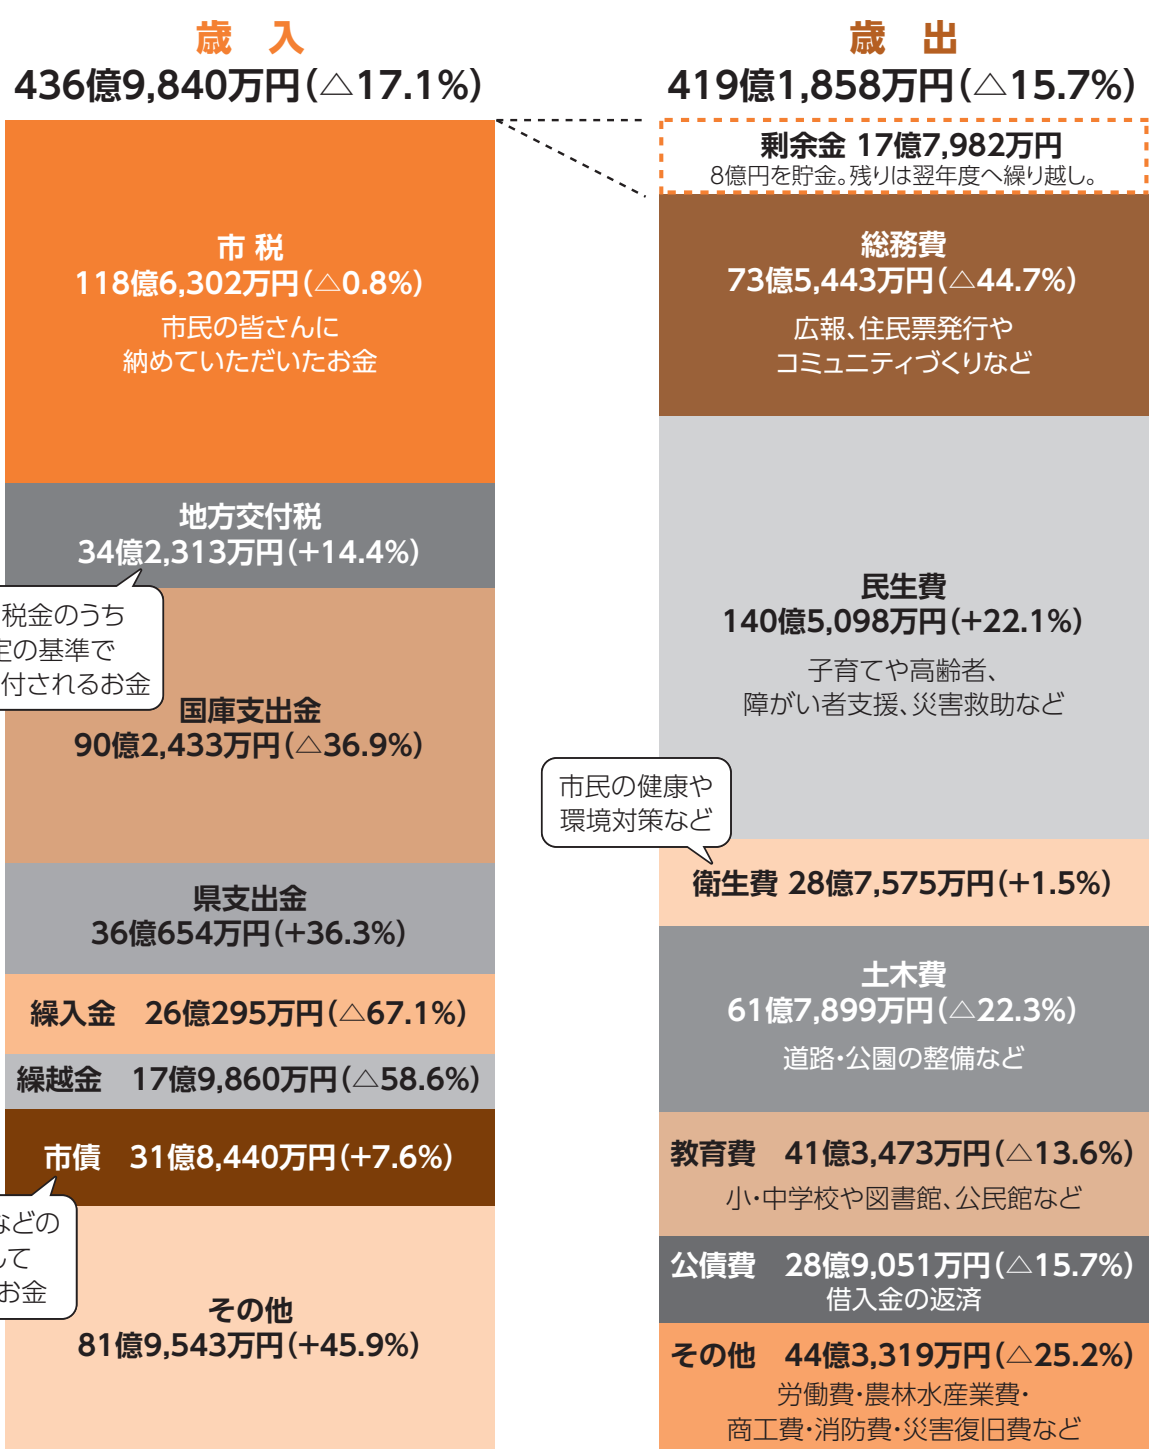 歳 入
436億9,840万円(△17.1%)
市 税
118億6,302万円(△0.8%)
市民の皆さんに
納めていただいたお金
地方交付税
34億2,313万円(+14.4%)
税金のうち
定の基準で
付されるお金
国庫支出金
90億2,433万円(△36.9%)
県支出金
36億654万円(+36.3%)
繰入金 26億295万円(△67.1%)
繰越金 17億9,860万円(△58.6%)
市債 31億8,440万円(+7.6%)
などの
して
お金
その他
81億9,543万円(+45.9%)
歳 出
419億1,858万円(△15.7%)
剰余金 17億7,982万円
8億円を貯金。残りは翌年度へ繰り越し。
総務費
73億5,443万円(△44.7%)
広報、住民票発行や
コミュニティづくりなど
民生費
140億5,098万円(+22.1%)
子育てや高齢者、
障がい者支援、災害救助など
市民の健康や
環境対策など
衛生費 28億7,575万円(+1.5%)
土木費
61億7,899万円(△22.3%)
道路・公園の整備など
教育費 41億3,473万円(△13.6%)
小・中学校や図書館、公民館など
公債費 28億9,051万円(△15.7%)
借入金の返済
その他 44億3,319万円(△25.2%)
労働費・農林水産業費・
商工費・消防費・災害復旧費など